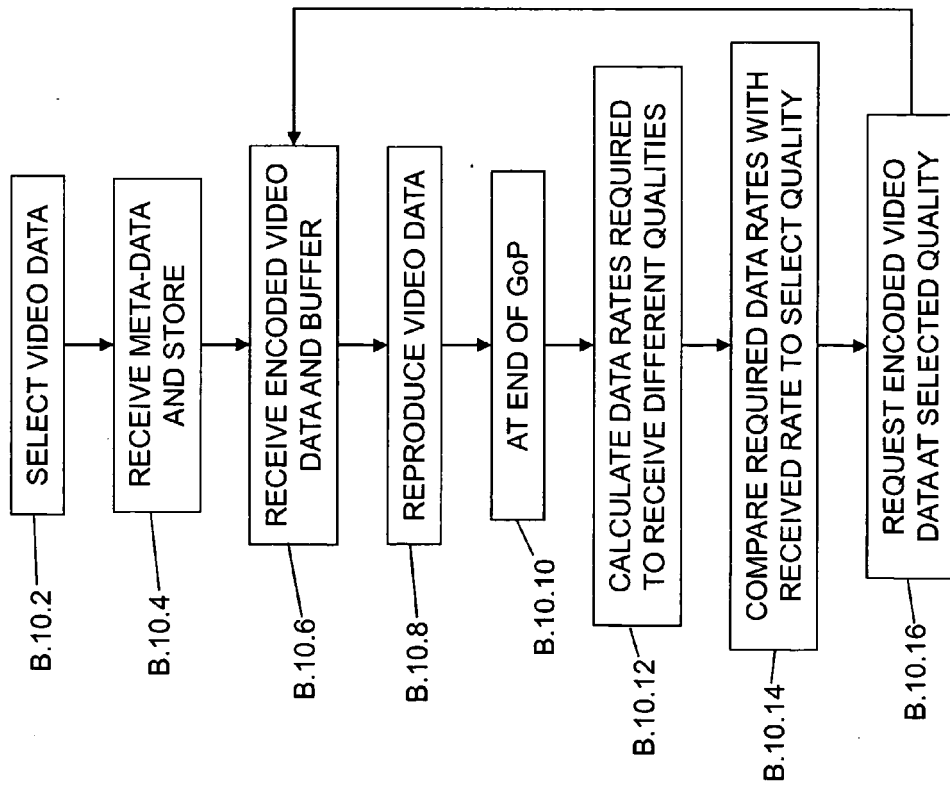 B.10.2
SELECT VIDEO DATA
B.10.4
RECEIVE META-DATA
AND STORE
B.10.6
RECEIVE ENCODED VIDEO
DATA AND BUFFER
B.10.8
REPRODUCE VIDEO DATA
B.10.10
AT END OF GoP
B.10.12
CALCULATE DATA RATES REQUIRED
TO RECEIVE DIFFERENT QUALITIES
B.10.14
COMPARE REQUIRED DATA RATES WITH
RECEIVED RATE TO SELECT QUALITY
B.10.16
REQUEST ENCODED VIDEO
DATA AT SELECTED QUALITY